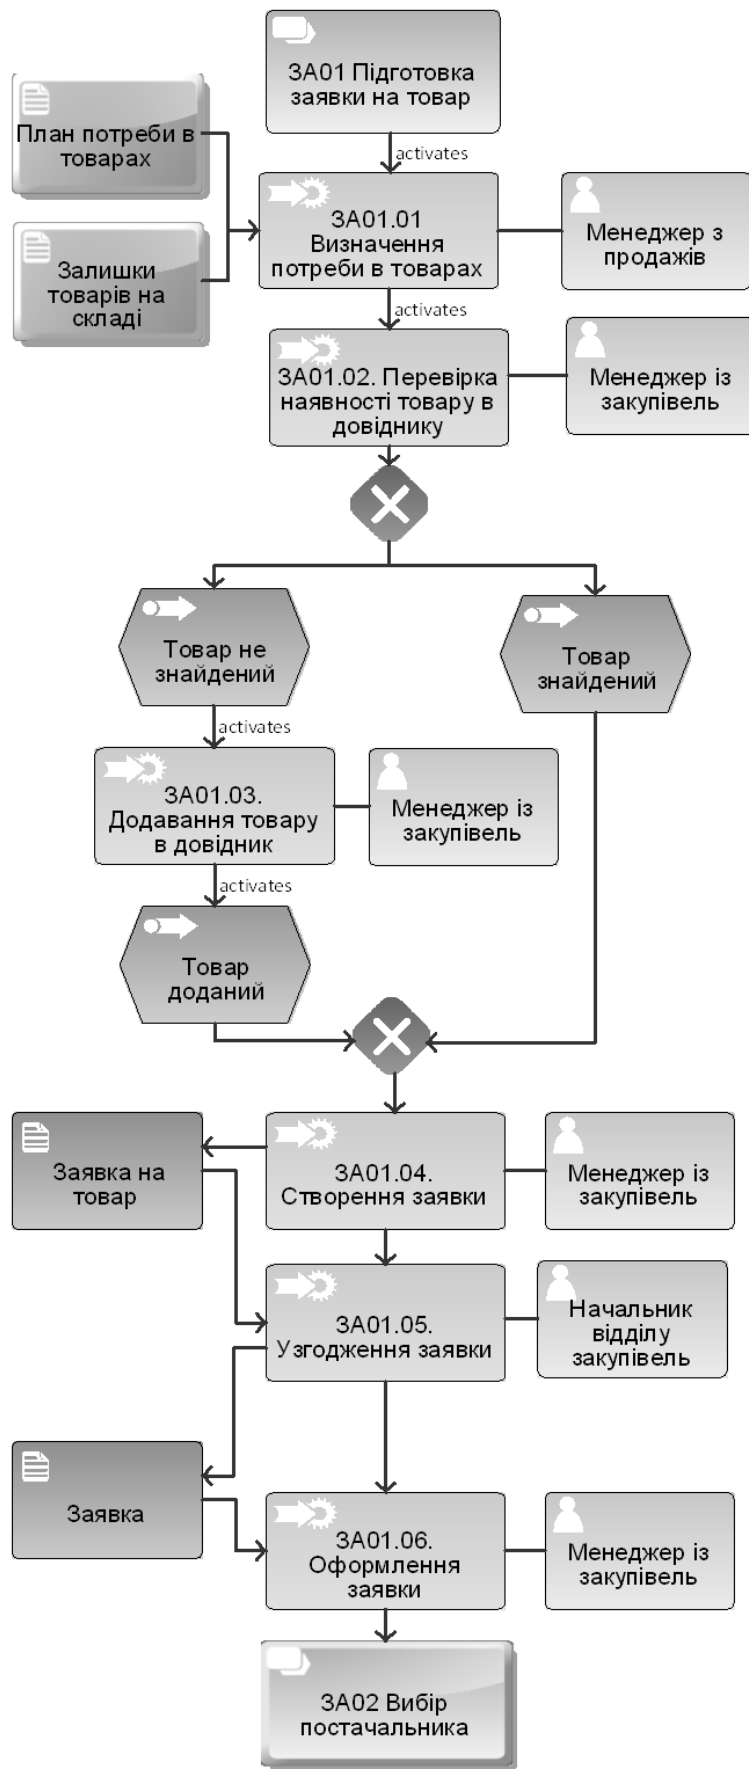 ЗА01 Підготовка
заявки на товар
План потреби в
товарах
activates
ЗА01.01
Визначення
потреби в товарах
Менеджер з
продажів
Залишки
товарів на
складі
activates
ЗА01.02. Перевірка
наявності товару в
довіднику
Менеджер із
закупівель
Товар не
знайдений
Товар
знайдений
activates
ЗА01.03.
Додавання товару
в довідник
Менеджер із
закупівель
activates
Товар
доданий
Заявка на
товар
ЗА01.04.
Створення заявки
Менеджер із
закупівель
ЗА01.05.
Узгодження заявки
Начальник
відділу
закупівель
Заявка
ЗА01.06.
Оформлення
заявки
Менеджер із
закупівель
ЗА02 Вибір
постачальника